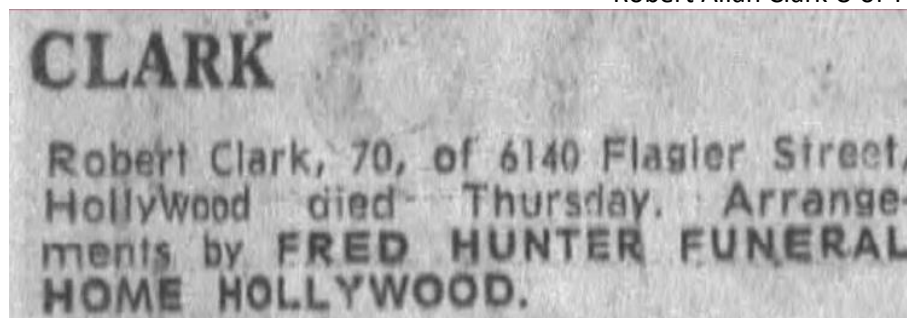 CLARK
Robert Clark, 70, of 6140 Flagler Street,
HollyWood died Thursday. Arrange-
ments by FRED HUNTER FUNERAL
HOME HOLLYWOOD.